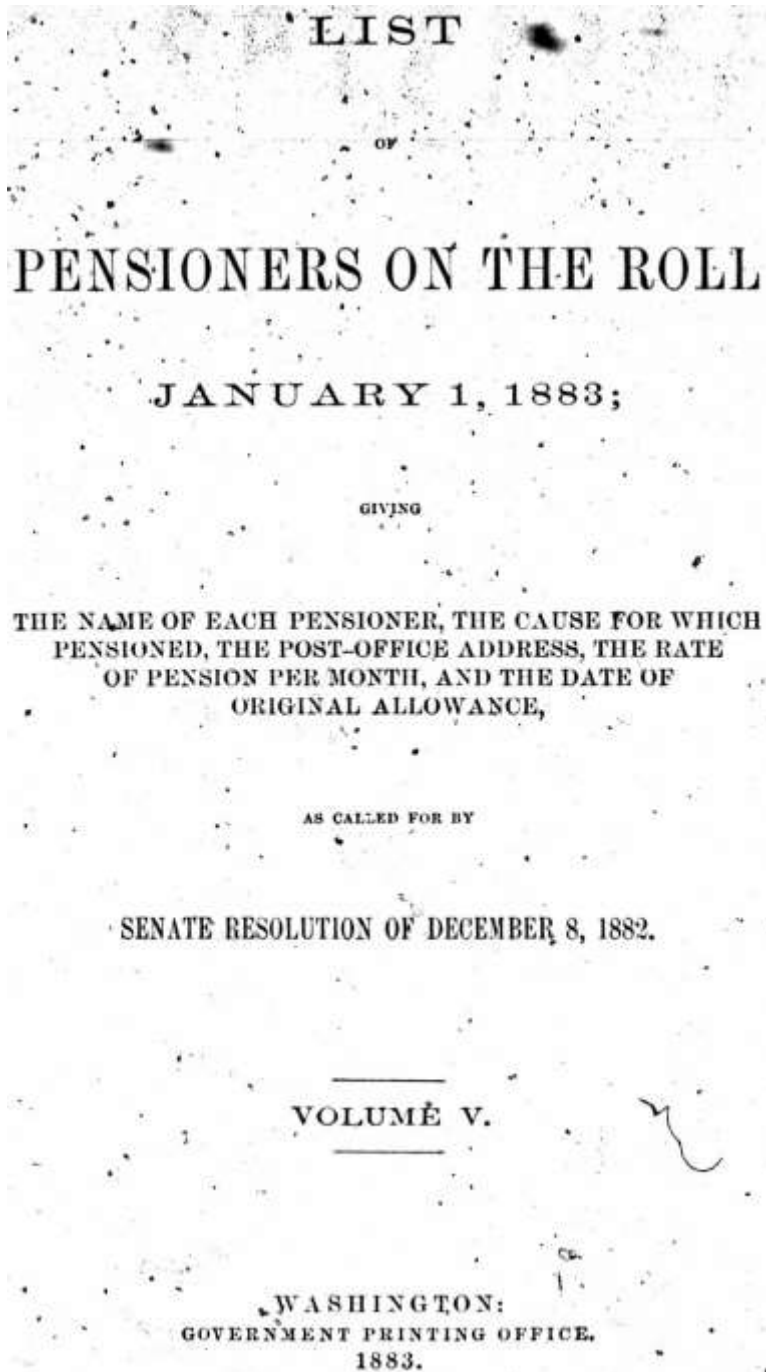 LIST
OF
PENSIONERS ON THE ROLL
JANUARY 1, 1883;
GIVING
THE NAME OF EACH PENSIONER, THE CAUSE FOR WHICH
PENSIONED, THE POST-OFFICE ADDRESS, THE RATE
OF PENSION PER MONTH, AND THE DATE OF
ORIGINAL ALLOWANCE,
AS CALLED FOR BY
SENATE RESOLUTION OF DECEMBER 8, 1882.
VOLUME V.
WASHINGTON:
GOVERNMENT PRINTING OFFICE.
1883.